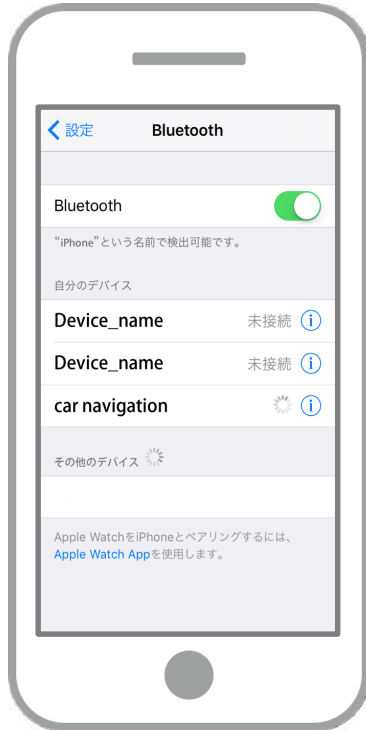 設定 Bluetooth
Bluetooth
“iPhone”という名前で検出可能です。
自分のデバイス
Device_name 未接続 i
Device_name 未接続 i
car navigation i
その他のデバイス
Apple WatchをiPhoneとペアリングするには、
Apple Watch Appを使用します。